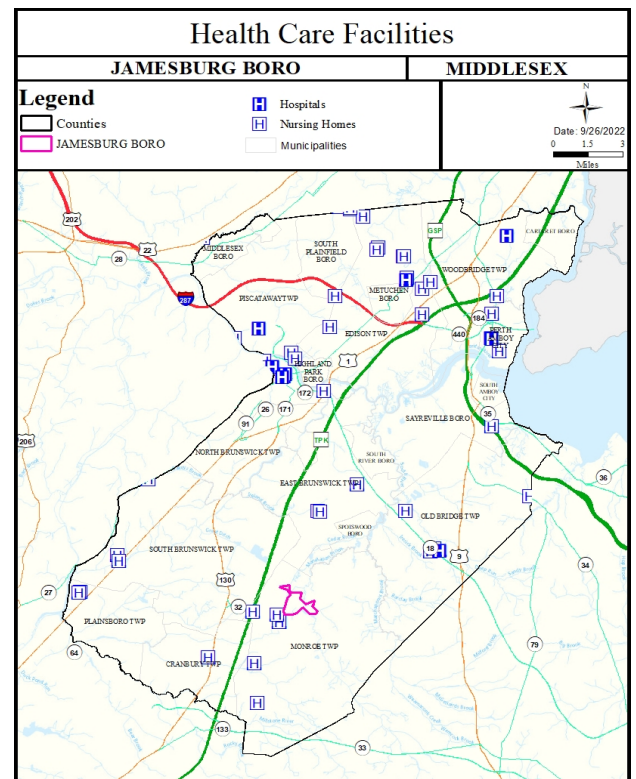 Health Care Facilities
JAMESBURG BORO
MIDDLESEX
Legend
Counties
JAMESBURG BORO
H Hospitals
H Nursing Homes
Municipalities
N
Date: 9/26/2022
0 1.5 3
Miles
202
22
28
MIDDLESEX
BORO
SOUTH
PLAINFIELD
BORO
GSP
CARTERET BORO
WOODBRIDGE TWP
METUCHEN
BORO
287
PISCATAWAY TWP
EDISON TWP
184
440
PERTH
AMBOY
1
HIGHLAND
PARK
BORO
172
SOUTH
AMBOY
CITY
26
171
91
35
SAYREVILLE BORO
206
TPK
NORTH BRUNSWICK TWP
SOUTH
RIVER BORO
36
EAST BRUNSWICK TWP
OLD BRIDGE TWP
SPOTSWOOD
BORO
SOUTH BRUNSWICK TWP
18
9
34
130
27
32
PLAINSBORO TWP
MONROE TWP
79
64
CRANBURY TWP
133
33